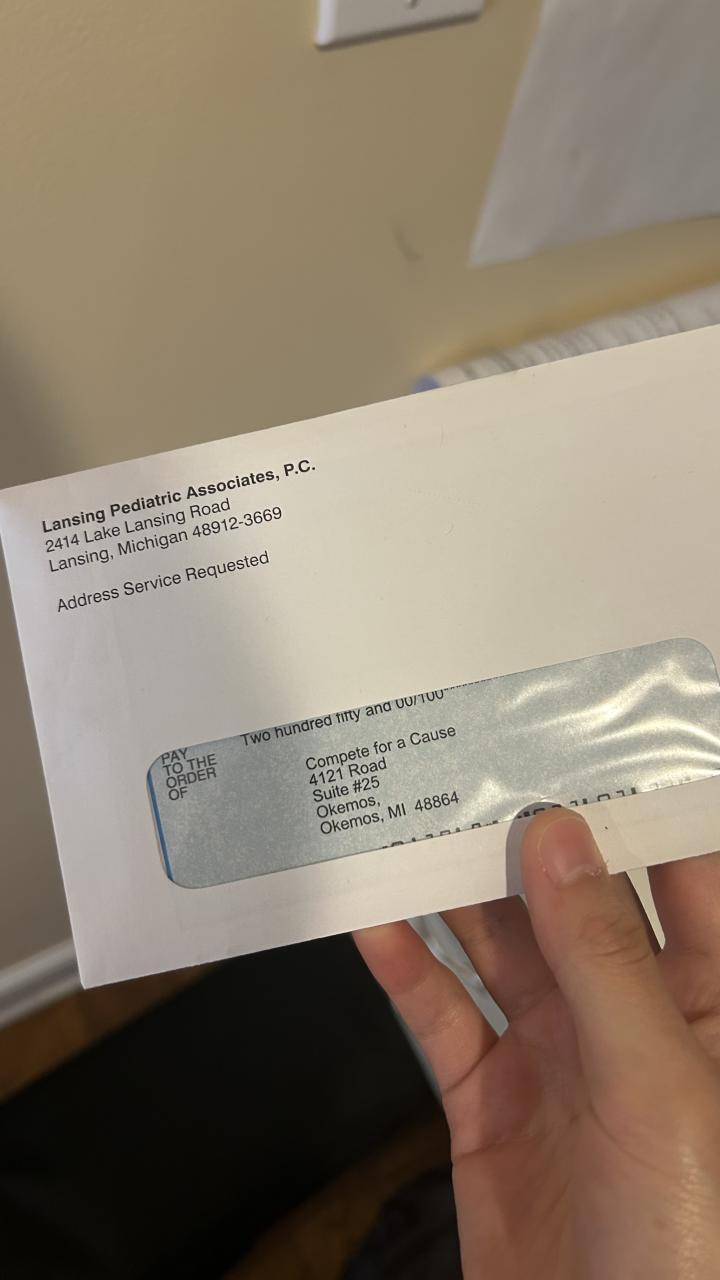 Lansing Pediatric Associates, P.C.
2414 Lake Lansing Road
Lansing, Michigan 48912-3669
Address Service Requested
Two hundred fifty and 00/100
PAY
TO THE
ORDER
OF
Compete for a Cause
4121 Road
Suite #25
Okemos,
Okemos, MI 48864